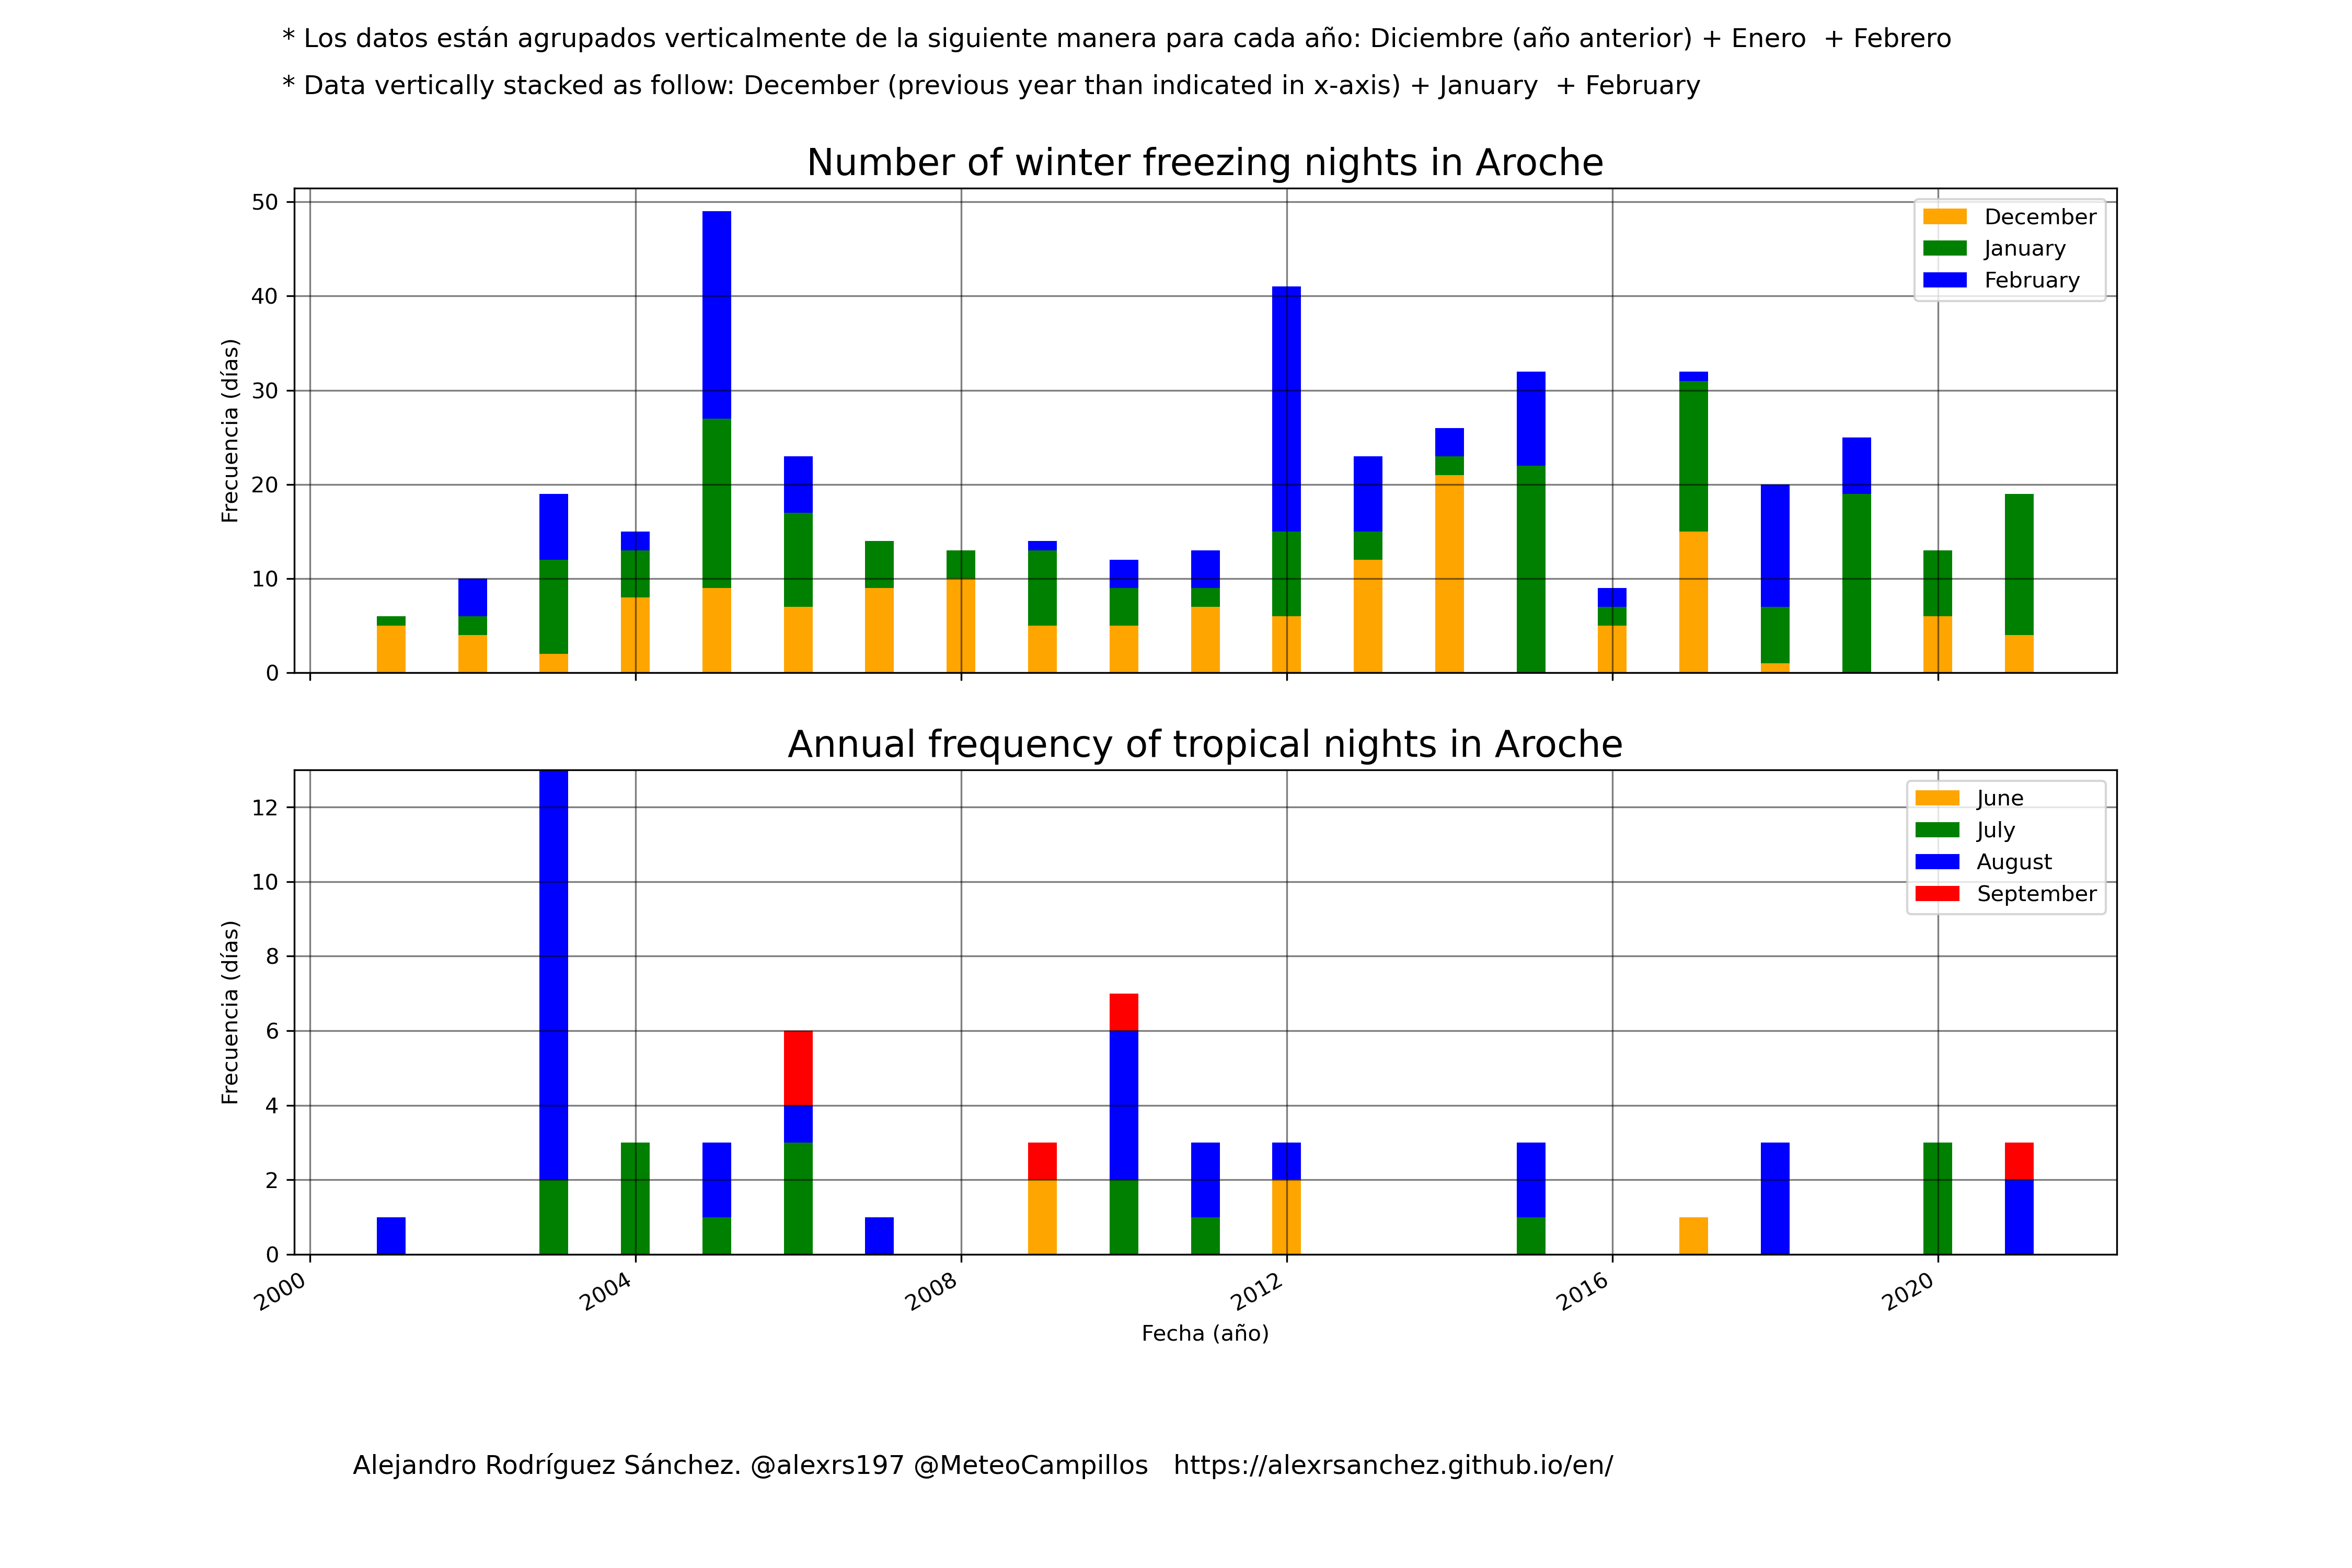 * Los datos están agrupados verticalmente de la siguiente manera para cada año: Diciembre (año anterior) + Enero  + Febrero
* Data vertically stacked as follow: December (previous year than indicated in x-axis) + January  + February
Number of winter freezing nights in Aroche
Frecuencia (días)
50
40
30
20
10
0
December
January
February
Annual frequency of tropical nights in Aroche
Frecuencia (días)
12
10
8
6
4
2
0
June
July
August
September
2000
2004
2008
2012
2016
2020
Fecha (año)
Alejandro Rodríguez Sánchez. @alexrs197 @MeteoCampillos   https://alexrsanchez.github.io/en/